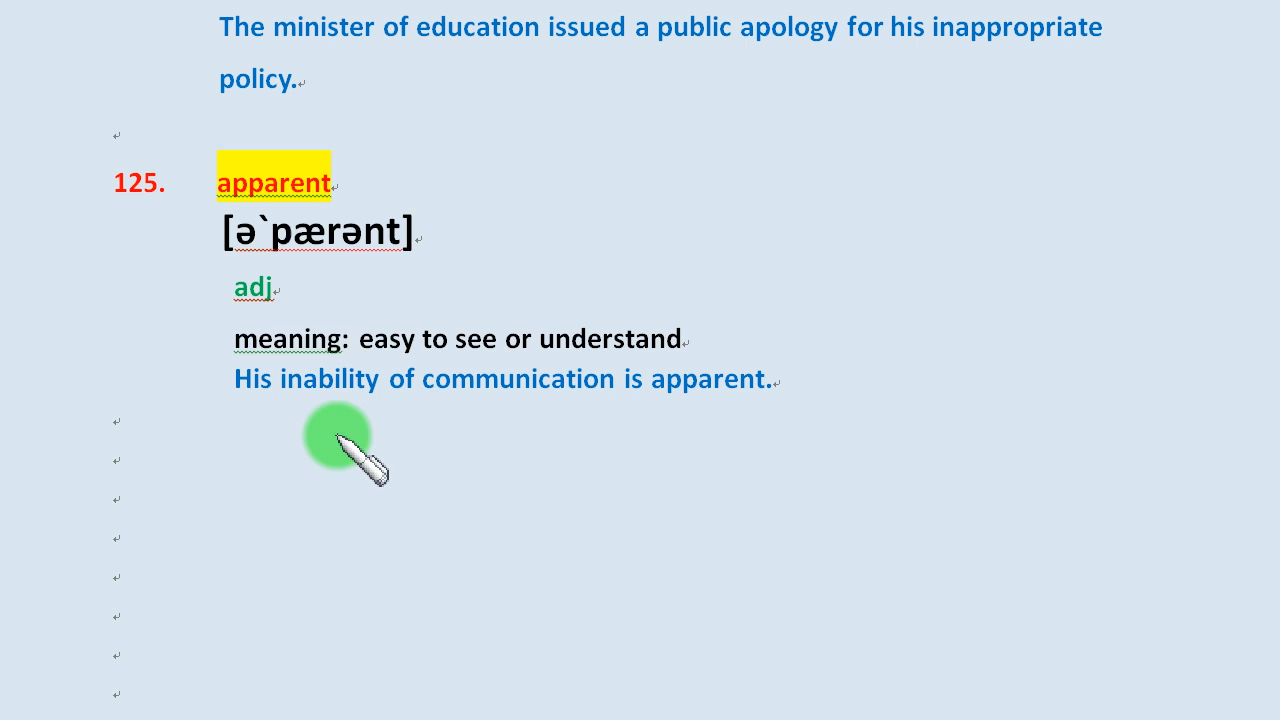 The minister of education issued a public apology for his inappropriate
policy.
125. apparent
[ə`pærənt]
adj
meaning: easy to see or understand
His inability of communication is apparent.